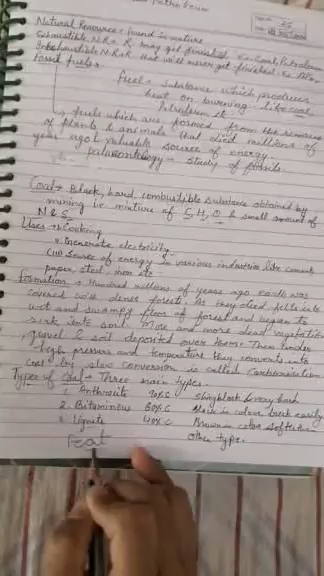 Natural Resources → found in nature
Exhaustible N.R → R. may get finished. Ex- Coal, Petroleum
Inexhaustible N.R → R that will never get finished. Ex-
Fossil fuels →
fuel → Substance which produces
heat on burning. like coal
Petroleum etc
fuels which are formed from the remains
of plants & animals that died millions of
year ago. Valuable source of energy.
palaeontology → study of fossils
Coal → Black, hard combustible substance obtained by
mining is mixture of C, H, O & small amount of
N & S
Uses → Cooking
Generate electricity
(iii) Source of energy in various industries like cement
paper, steel, iron etc
Formation → Hundred millions of years ago earth was
covered with dense forests. As they died fell into
wet and swampy floor of forest and began to
sink into soil. More and more dead vegetation
gravel & soil deposited over them. Then under
high pressure and temperature they converts into
Coal by slow conversion is called Carbonisation
Types of Coal → Three main types.
1. Anthracite 90% C shiny black & very hard
2. Bituminous 60% C Black in colour break easily
3. Lignite 40% C Brown in color softer than
other type.
Peat